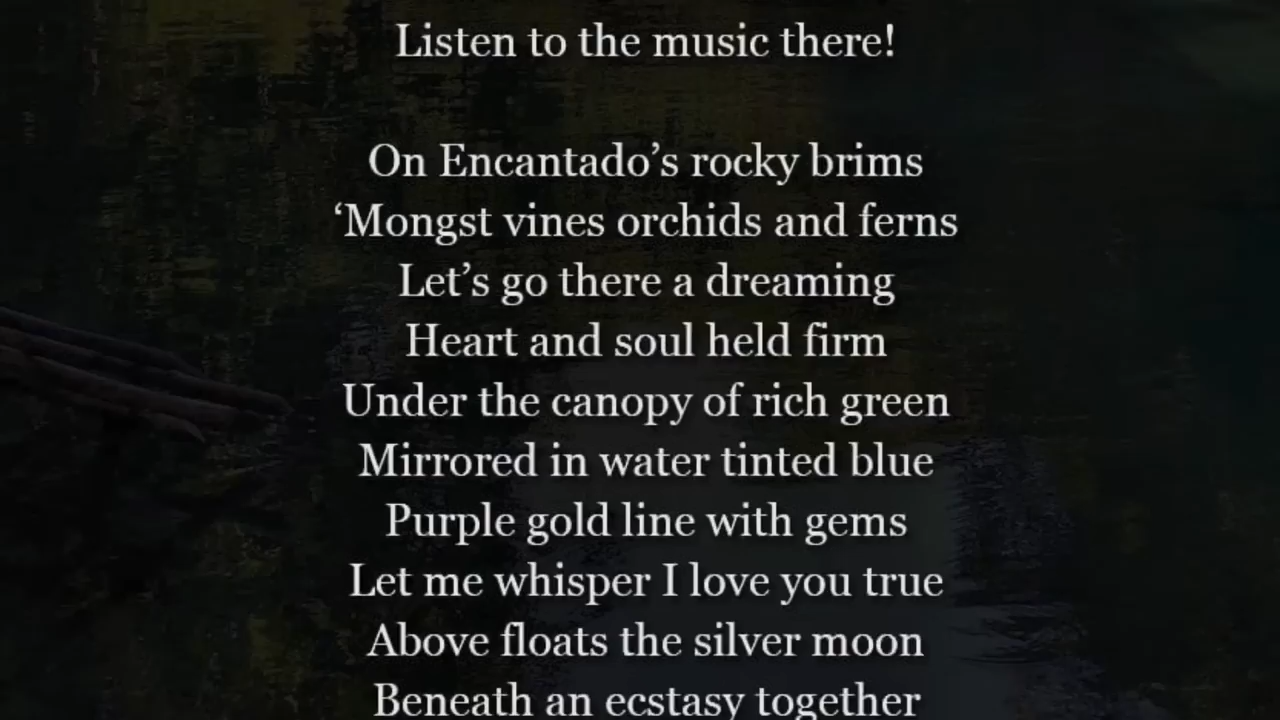 Listen to the music there!
On Encantado’s rocky brims
‘Mongst vines orchids and ferns
Let’s go there a dreaming
Heart and soul held firm
Under the canopy of rich green
Mirrored in water tinted blue
Purple gold line with gems
Let me whisper I love you true
Above floats the silver moon
Beneath an ecstasy together